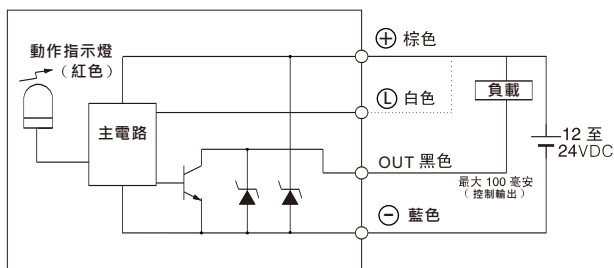 動作指示燈
（紅色）
主電路
+ 棕色
L 白色
OUT 黑色
− 藍色
負載
最大 100 毫安
（控制輸出）
12 至
24VDC